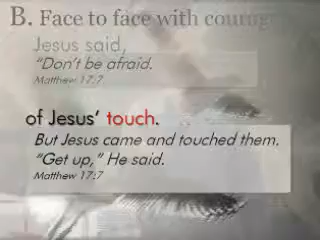 B. Face to face with courage
Jesus said,
“Don’t be afraid.
Matthew 17:7
of Jesus’ touch.
But Jesus came and touched them.
“Get up,” He said.
Matthew 17:7